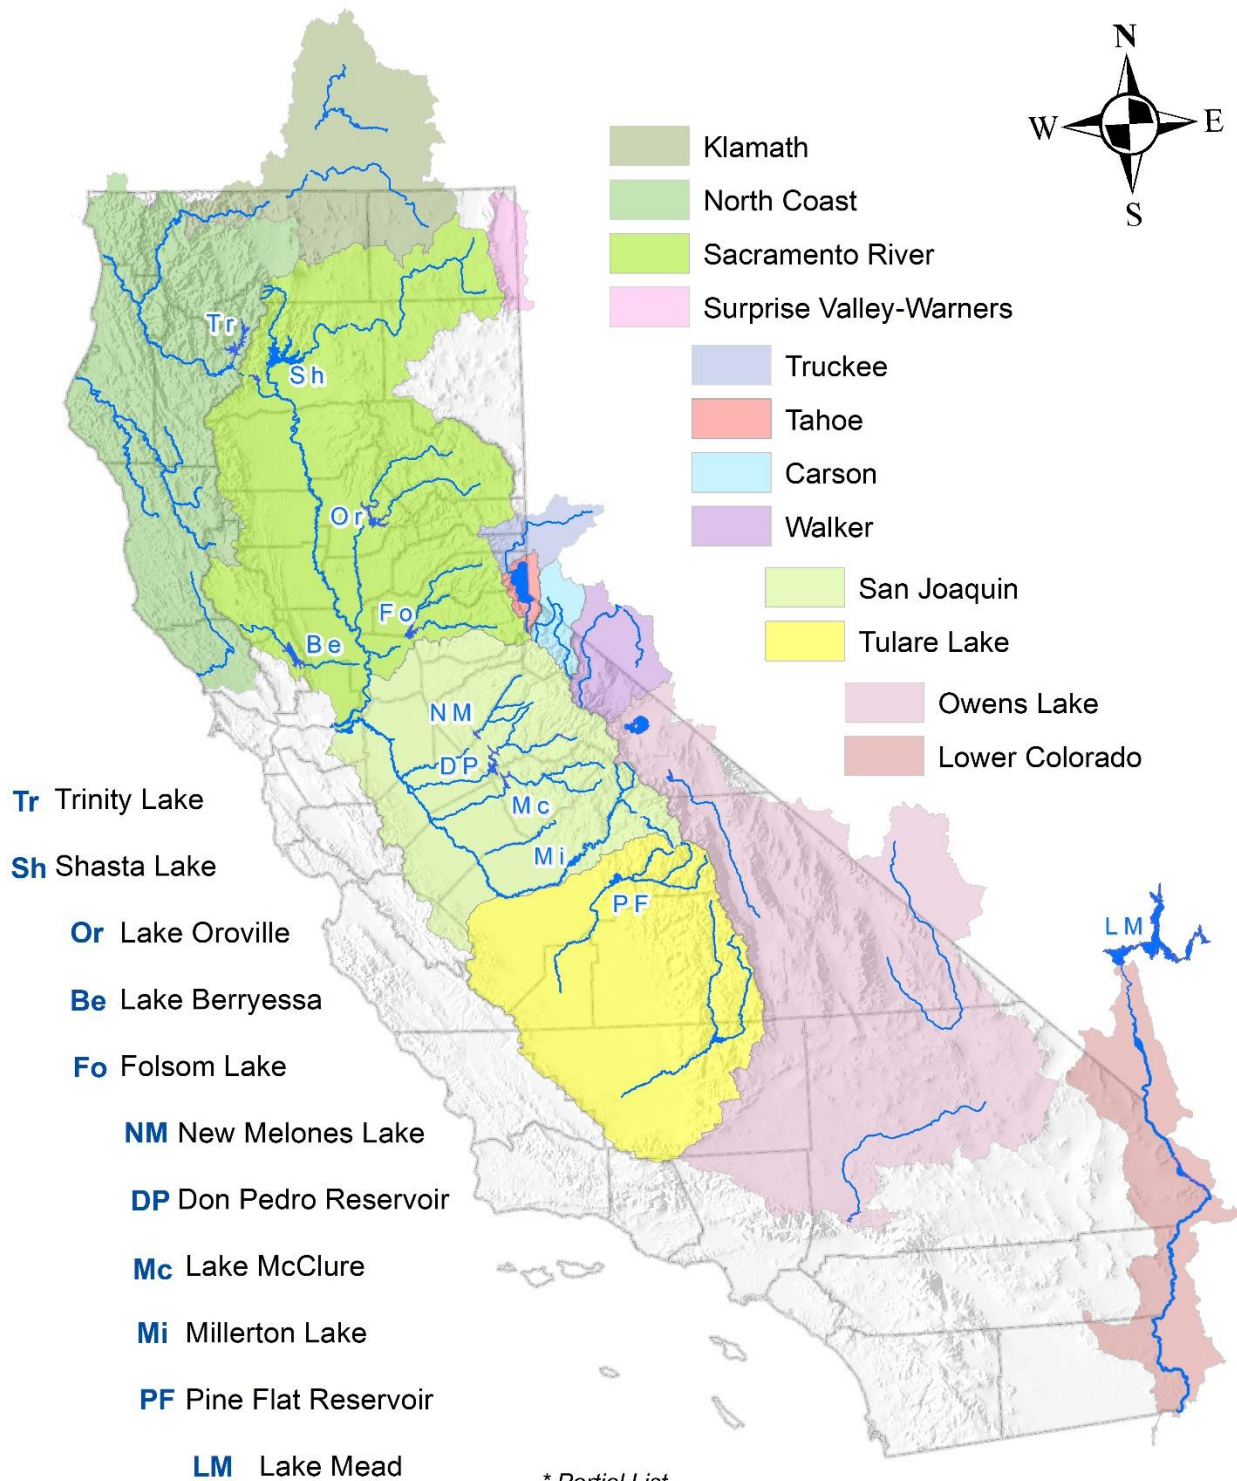 N
W E
S
Klamath
North Coast
Sacramento River
Surprise Valley-Warners
Truckee
Tahoe
Carson
Walker
San Joaquin
Tulare Lake
Owens Lake
Lower Colorado
Tr
Sh
Or
Fo
Be
NM
DP
Mc
Mi
PF
LM
Tr Trinity Lake
Sh Shasta Lake
Or Lake Oroville
Be Lake Berryessa
Fo Folsom Lake
NM New Melones Lake
DP Don Pedro Reservoir
Mc Lake McClure
Mi Millerton Lake
PF Pine Flat Reservoir
LM Lake Mead
* Partial List